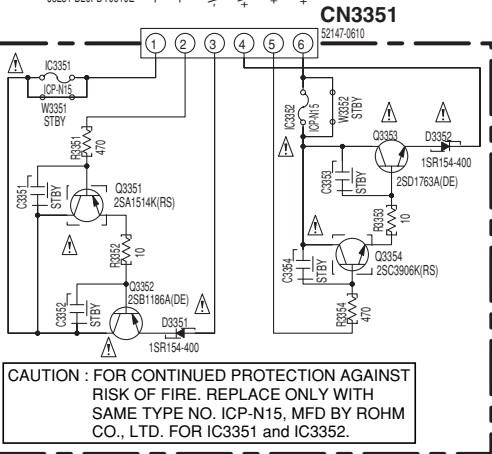 CN3351
52147-0610
1 2 3 4 5 6
IC3351
ICP-N15
W3351
STBY
IC3352
ICP-N15
W3352
STBY
R3351
470
Q3353
2SD1763A(DE)
D3352
1SR154-400
C3351
STBY
Q3351
2SA1514K(RS)
C3353
STBY
R3353
10
R3352
10
Q3354
2SC3906K(RS)
C3354
STBY
Q3352
2SB1186A(DE)
C3352
STBY
D3351
1SR154-400
R3354
470
CAUTION : FOR CONTINUED PROTECTION AGAINST
RISK OF FIRE. REPLACE ONLY WITH
SAME TYPE NO. ICP-N15, MFD BY ROHM
CO., LTD. FOR IC3351 and IC3352.